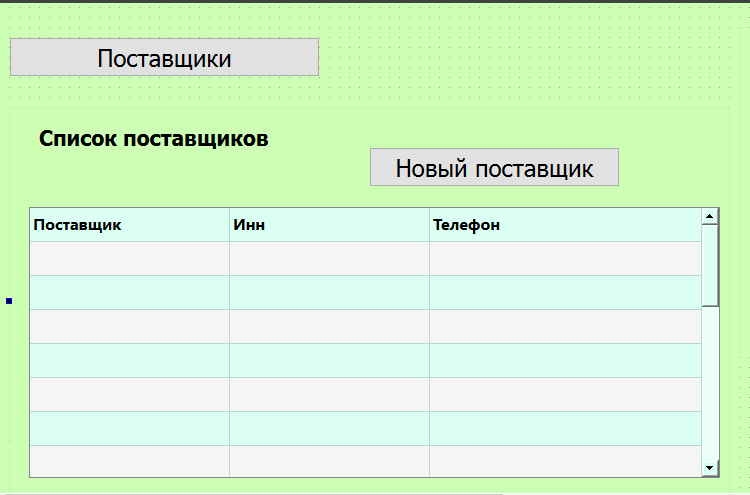 Поставщики
Список поставщиков
Новый поставщик
Поставщик Инн Телефон